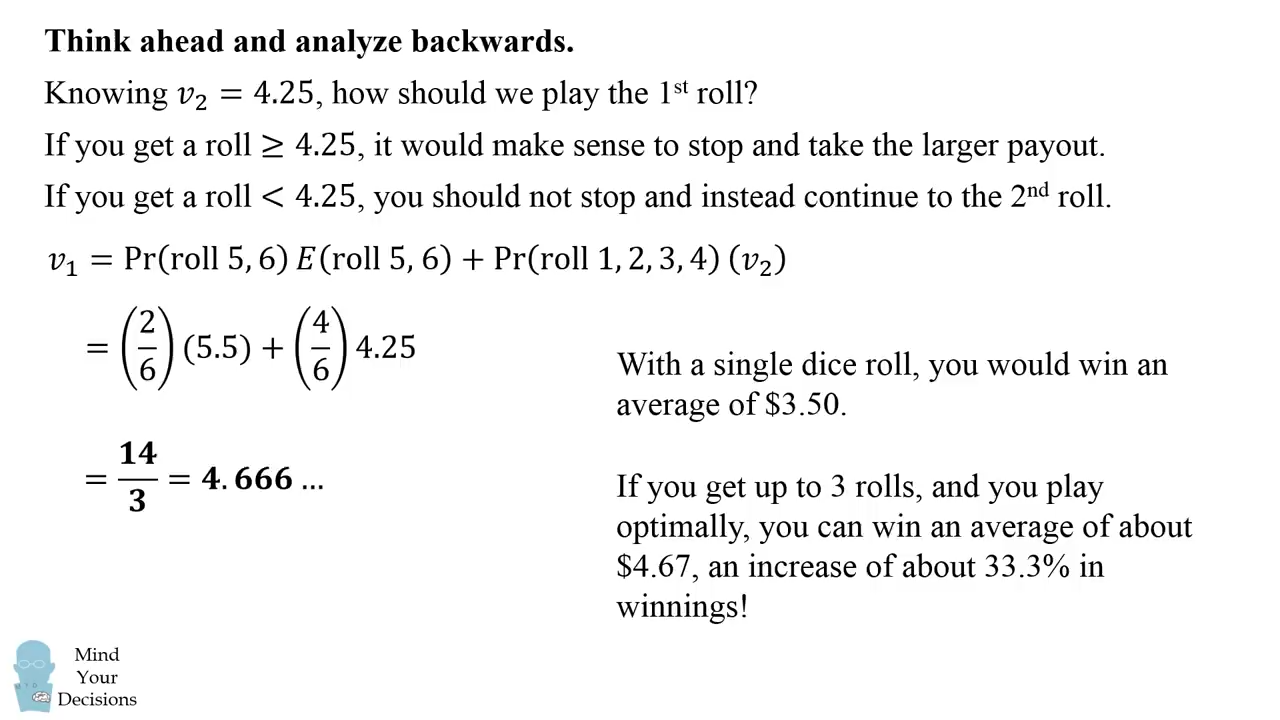 Think ahead and analyze backwards.
Knowing v₂ = 4.25, how should we play the 1ˢᵗ roll?
If you get a roll ≥ 4.25, it would make sense to stop and take the larger payout.
If you get a roll < 4.25, you should not stop and instead continue to the 2ⁿᵈ roll.
v₁ = Pr(roll 5, 6) E(roll 5, 6) + Pr(roll 1, 2, 3, 4) (v₂)
= (2/6) (5.5) + (4/6) 4.25
= 14/3 = 4.666 ...
With a single dice roll, you would win an
average of $3.50.
If you get up to 3 rolls, and you play
optimally, you can win an average of about
$4.67, an increase of about 33.3% in
winnings!
Mind
Your
Decisions